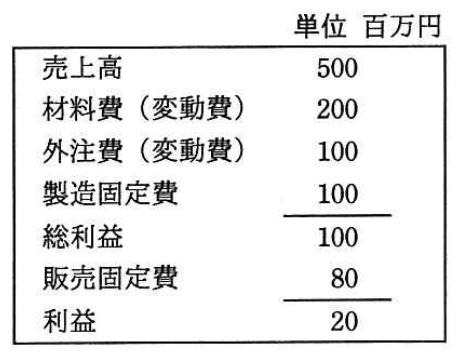 単位 百万円
売上高 500
材料費（変動費） 200
外注費（変動費） 100
製造固定費 100
総利益 100
販売固定費 80
利益 20